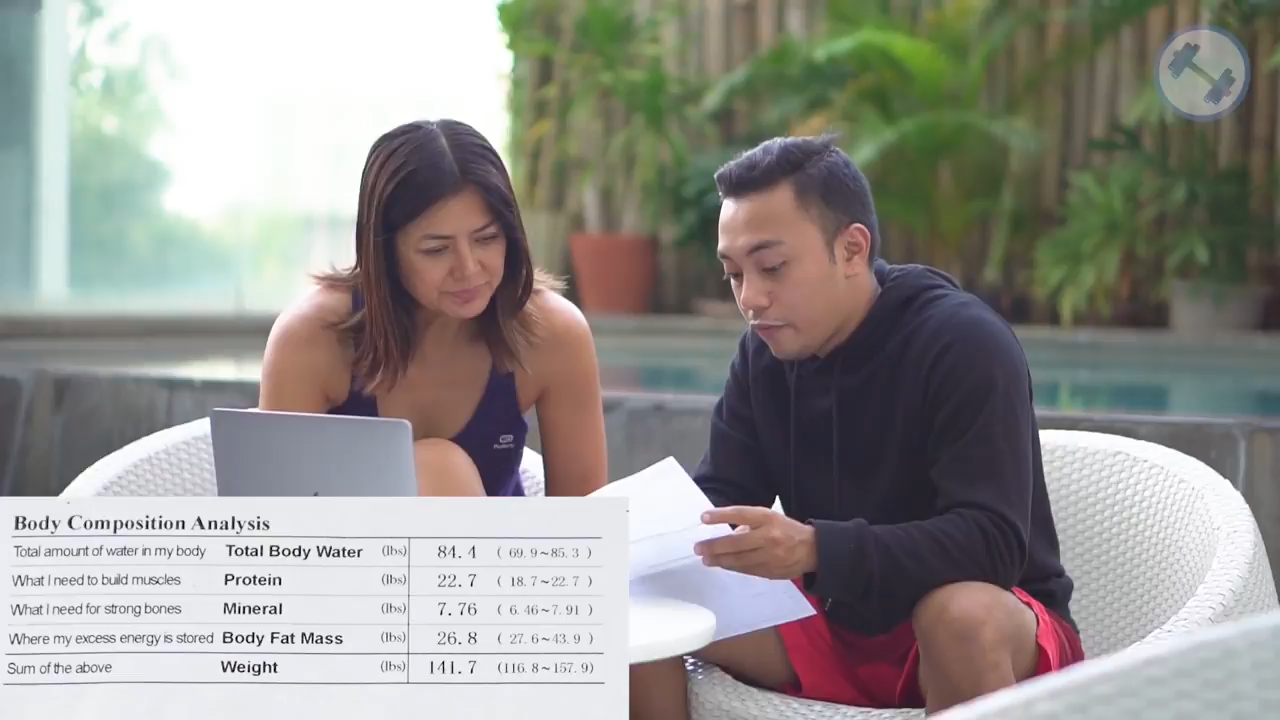 Body Composition Analysis
Total amount of water in my body Total Body Water (lbs) 84.4 (69.9~85.3)
What I need to build muscles Protein (lbs) 22.7 (18.7~22.7)
What I need for strong bones Mineral (lbs) 7.76 (6.46~7.91)
Where my excess energy is stored Body Fat Mass (lbs) 26.8 (27.6~43.9)
Sum of the above Weight (lbs) 141.7 (116.8~157.9)